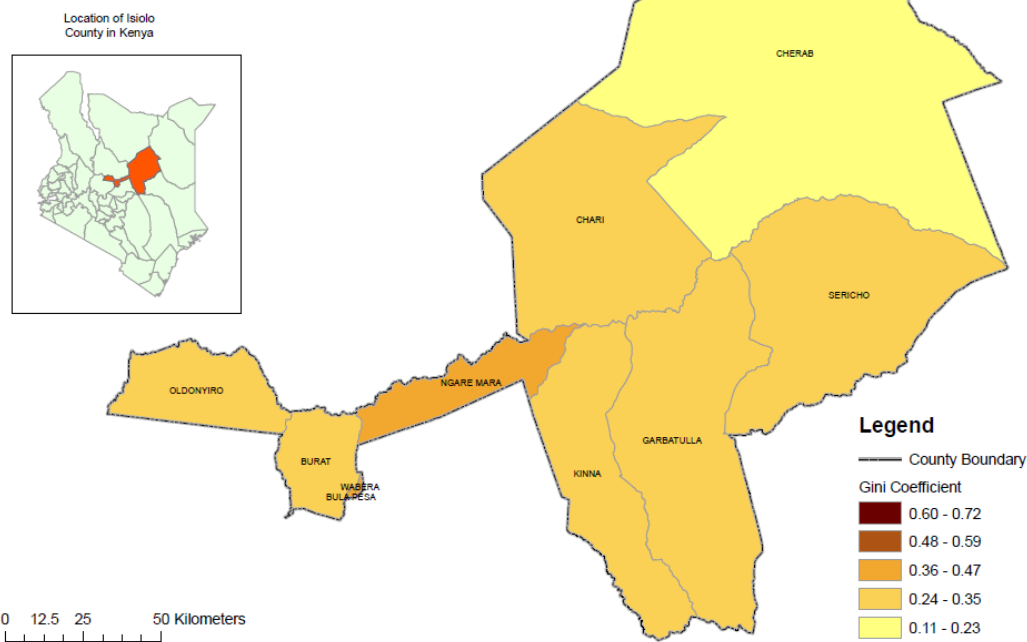 Location of Isiolo
County in Kenya
CHERAB
CHARI
SERICHO
NGARE MARA
OLDONYIRO
GARBATULLA
BURAT
KINNA
WABERA
BULA PESA
Legend
County Boundary
Gini Coefficient
0.60 - 0.72
0.48 - 0.59
0.36 - 0.47
0.24 - 0.35
0.11 - 0.23
0 12.5 25 50 Kilometers